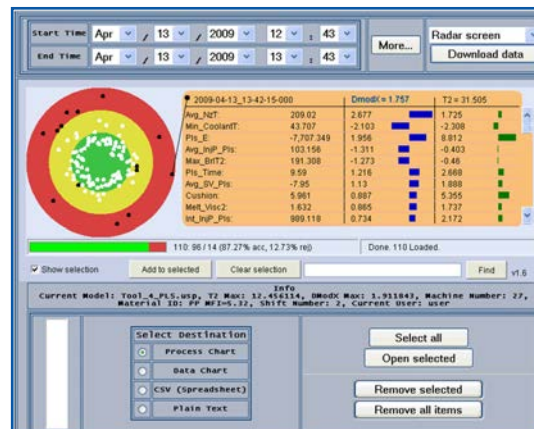 Start Time Apr / 13 / 2009 12 : 43
End Time Apr / 13 / 2009 13 : 43
More...
Radar screen
Download data
2009-04-13_13-42-15-000 DmodX = 1.757 T2 = 31.505
Avg_NzT: 209.02 2.677 1.725
Min_CoolantT: 43.707 -2.103 -2.308
Pls_E: -7,707.349 1.956 8.812
Avg_InjP_Pls: 103.156 -1.311 -0.403
Max_BrlT2: 191.308 -1.273 -0.46
Pls_Time: 9.59 1.216 2.668
Avg_SV_Pls: -7.95 1.13 1.888
Cushion: 5.961 0.887 5.355
Melt_Visc2: 1.632 0.865 1.737
Int_InjP_Pls: 989.118 0.734 2.172
110: 96 / 14 (87.27% acc, 12.73% rej) Done. 110 Loaded.
Show selection Add to selected Clear selection Find v1.6
Info
Current Model: Tool_4_PLS.usp, T2 Max: 12.456114, DModX Max: 1.911843, Machine Number: 27,
Material ID: PP MFI=5.32, Shift Number: 2, Current User: user
Select Destination
Process Chart
Data Chart
CSV (Spreadsheet)
Plain Text
Select all
Open selected
Remove selected
Remove all items